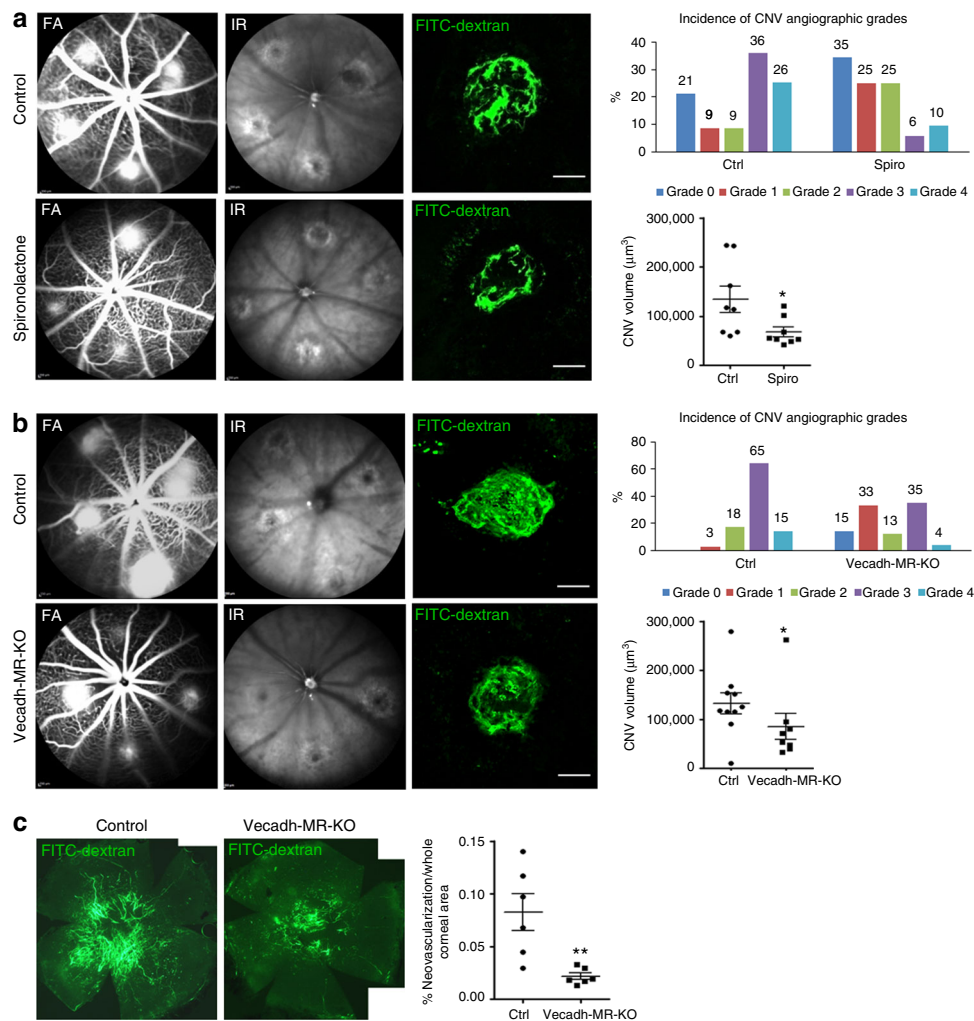 a
FA
IR
FITC-dextran
Control
FA
IR
FITC-dextran
Spironolactone
Incidence of CNV angiographic grades
%
40
30
20
10
0
21
9
9
36
26
35
25
25
6
10
Ctrl
Spiro
Grade 0 Grade 1 Grade 2 Grade 3 Grade 4
CNV volume (μm³)
300,000
200,000
100,000
0
*
Ctrl
Spiro
b
FA
IR
FITC-dextran
Control
FA
IR
FITC-dextran
Vecadh-MR-KO
Incidence of CNV angiographic grades
%
80
60
40
20
0
3
18
65
15
15
33
13
35
4
Ctrl
Vecadh-MR-KO
Grade 0 Grade 1 Grade 2 Grade 3 Grade 4
CNV volume (μm³)
300,000
200,000
100,000
0
*
Ctrl
Vecadh-MR-KO
c
Control
Vecadh-MR-KO
FITC-dextran
FITC-dextran
% Neovascularization/whole
corneal area
0.15
0.10
0.05
0.00
**
Ctrl
Vecadh-MR-KO